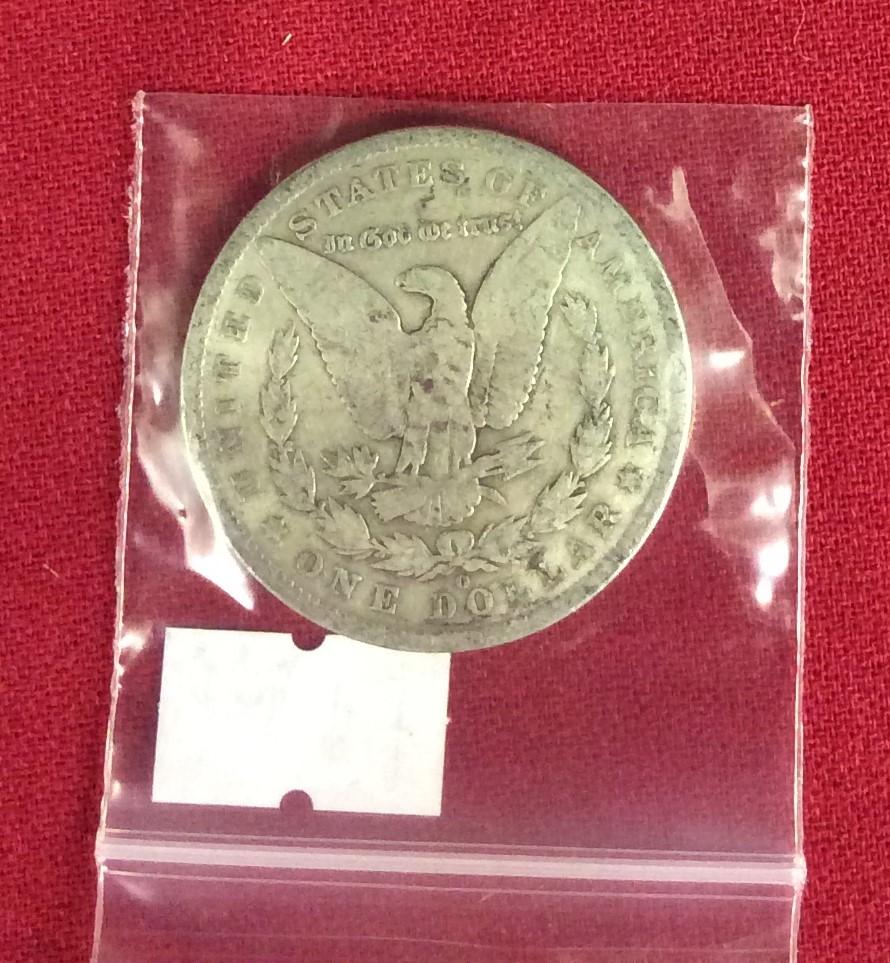 UNITED STATES OF AMERICA
In God We trust
O
ONE DOLLAR